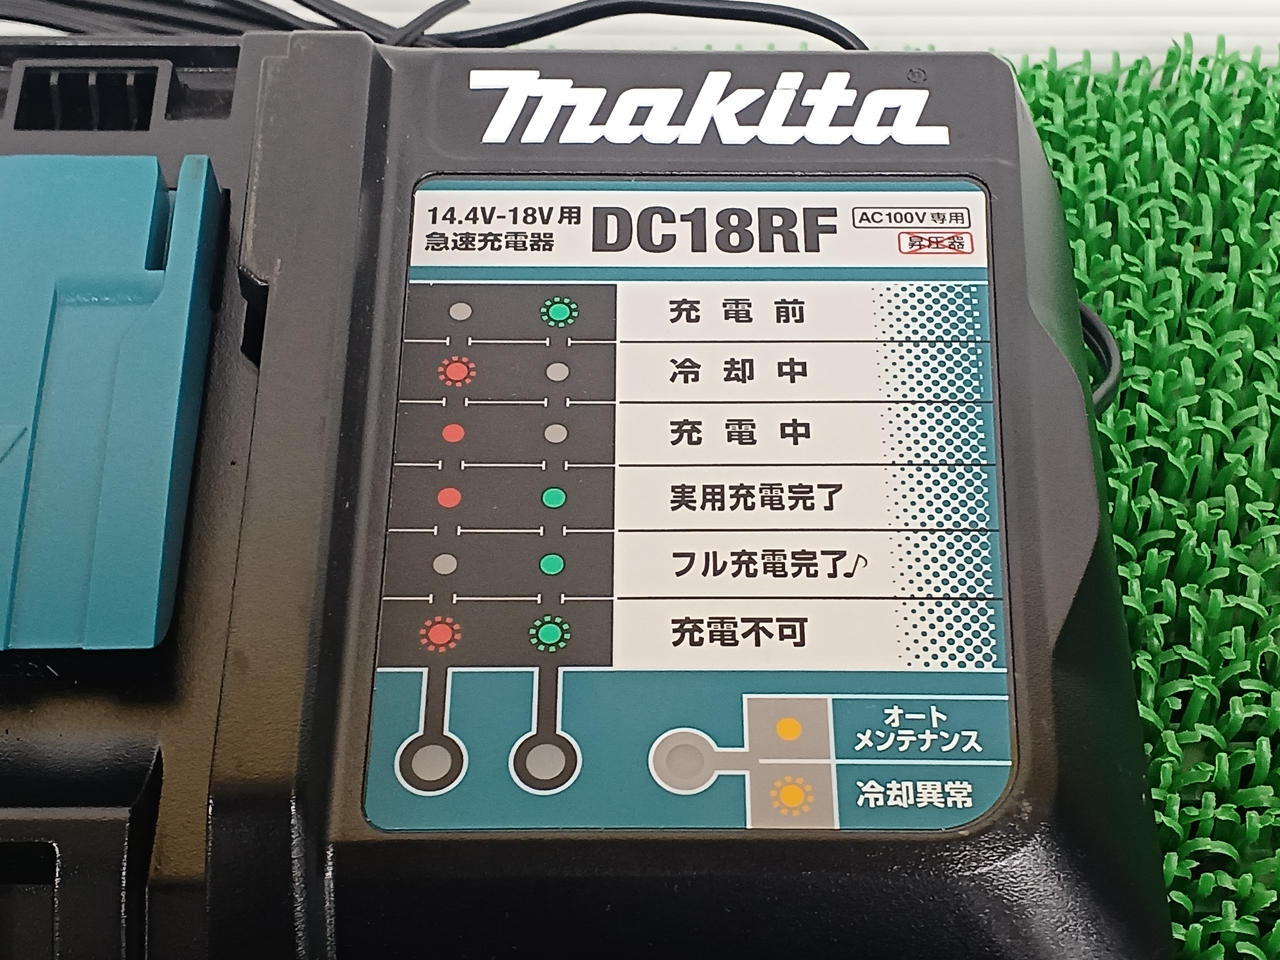 makita®
14.4V-18V用
急速充電器
DC18RF
AC100V専用
昇圧器
充電前
冷却中
充電中
実用充電完了
フル充電完了♪
充電不可
オート
メンテナンス
冷却異常